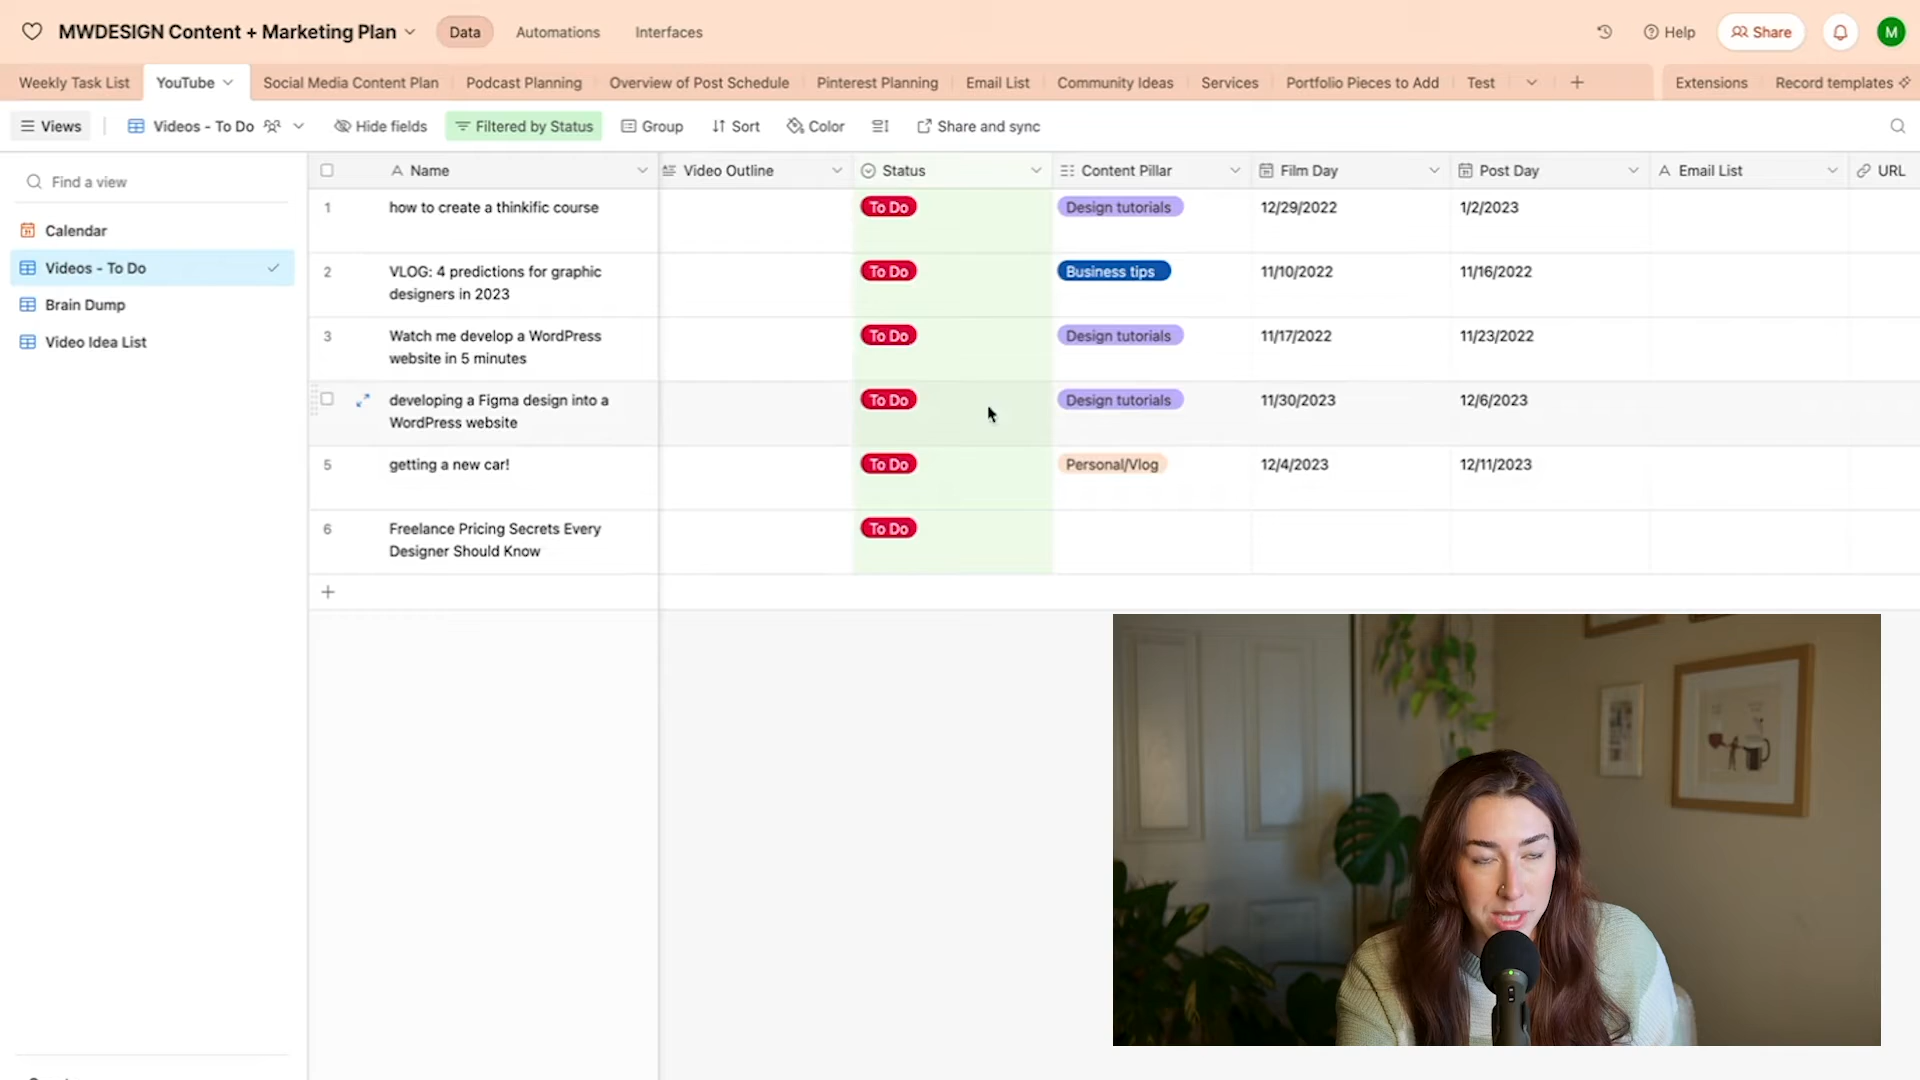 MWDESIGN Content + Marketing Plan Data Automations Interfaces Help Share M
Weekly Task List YouTube Social Media Content Plan Podcast Planning Overview of Post Schedule Pinterest Planning Email List Community Ideas Services Portfolio Pieces to Add Test Extensions Record templates
Views Videos - To Do Hide fields Filtered by Status Group Sort Color Share and sync
Find a view
Calendar
Videos - To Do
Brain Dump
Video Idea List
Name Video Outline Status Content Pillar Film Day Post Day Email List URL
1 how to create a thinkific course To Do Design tutorials 12/29/2022 1/2/2023
2 VLOG: 4 predictions for graphic To Do Business tips 11/10/2022 11/16/2022
designers in 2023
3 Watch me develop a WordPress To Do Design tutorials 11/17/2022 11/23/2022
website in 5 minutes
developing a Figma design into a To Do Design tutorials 11/30/2023 12/6/2023
WordPress website
5 getting a new car! To Do Personal/Vlog 12/4/2023 12/11/2023
6 Freelance Pricing Secrets Every To Do
Designer Should Know